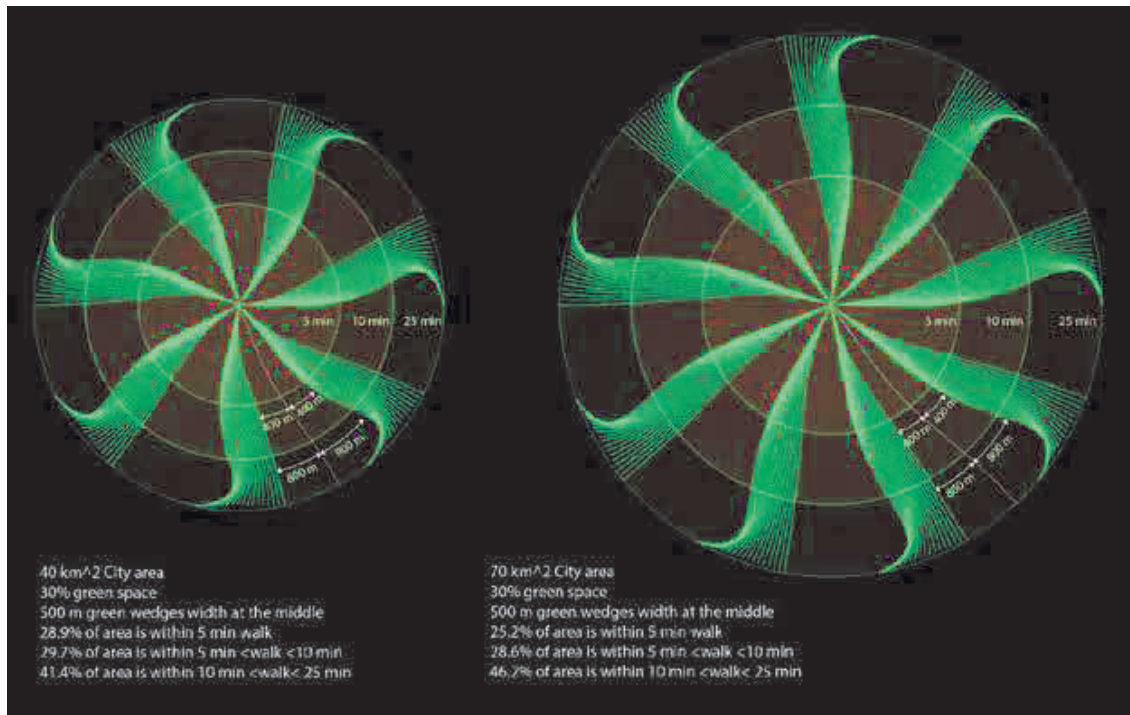 5 min 10 min 25 min
400 m 400 m
800 m 800 m
5 min 10 min 25 min
400 m 400 m
800 m 800 m
40 km^2 City area
30% green space
500 m green wedges width at the middle
28.9% of area is within 5 min walk
29.7% of area is within 5 min <walk <10 min
41.4% of area is within 10 min <walk< 25 min
70 km^2 City area
30% green space
500 m green wedges width at the middle
25.2% of area is within 5 min walk
28.6% of area is within 5 min <walk <10 min
46.2% of area is within 10 min <walk< 25 min